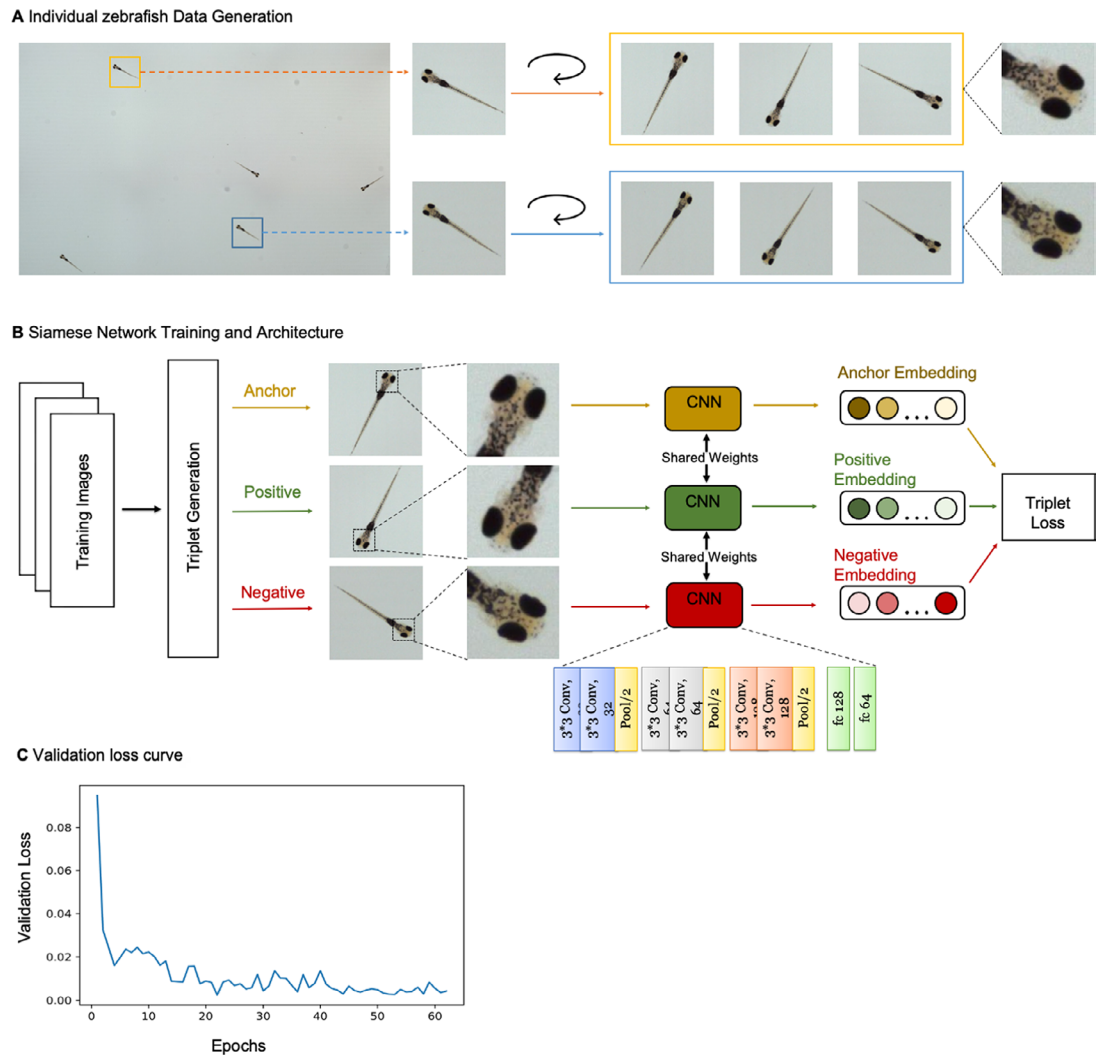 A Individual zebrafish Data Generation
B Siamese Network Training and Architecture
Training Images
Triplet Generation
Anchor
Positive
Negative
CNN
Shared Weights
CNN
Shared Weights
CNN
Anchor Embedding
...
Positive
Embedding
...
Negative
Embedding
...
Triplet
Loss
3*3 Conv,
3*3 Conv,
32
Pool/2
3*3 Conv,
64
3*3 Conv,
64
Pool/2
3*3 Conv,
128
3*3 Conv,
128
Pool/2
fc 128
fc 64
C Validation loss curve
Validation Loss
0.08
0.06
0.04
0.02
0.00
0 10 20 30 40 50 60
Epochs